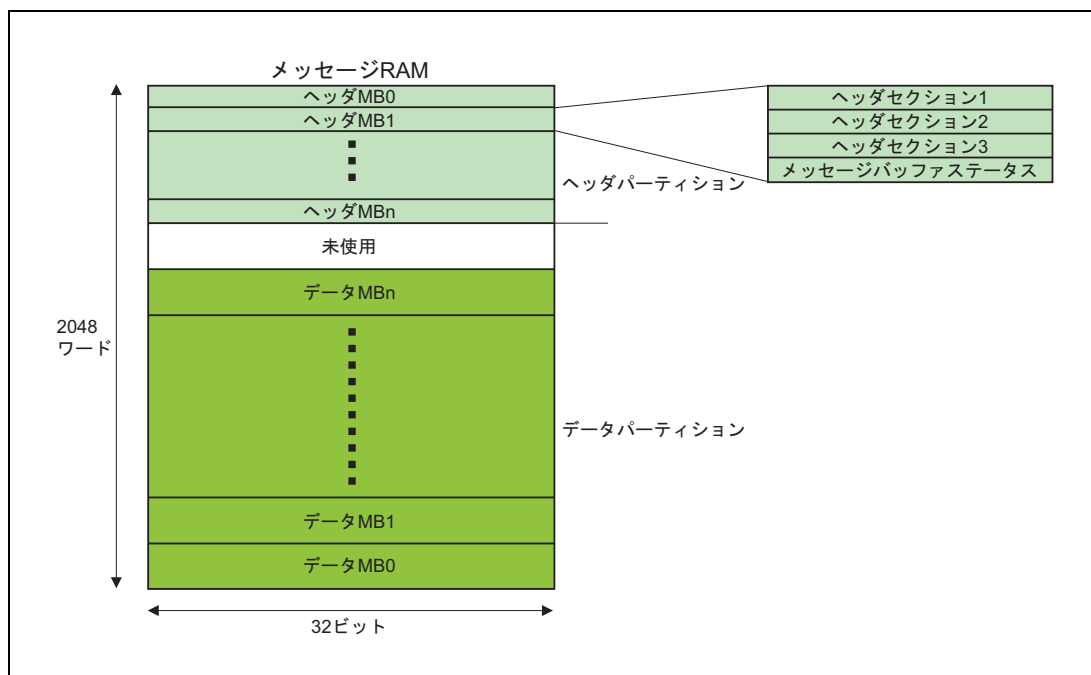 メッセージRAM
ヘッダMB0
ヘッダMB1
ヘッダMBn
未使用
データMBn
データMB1
データMB0
2048
ワード
32ビット
ヘッダパーティション
データパーティション
ヘッダセクション1
ヘッダセクション2
ヘッダセクション3
メッセージバッファステータス